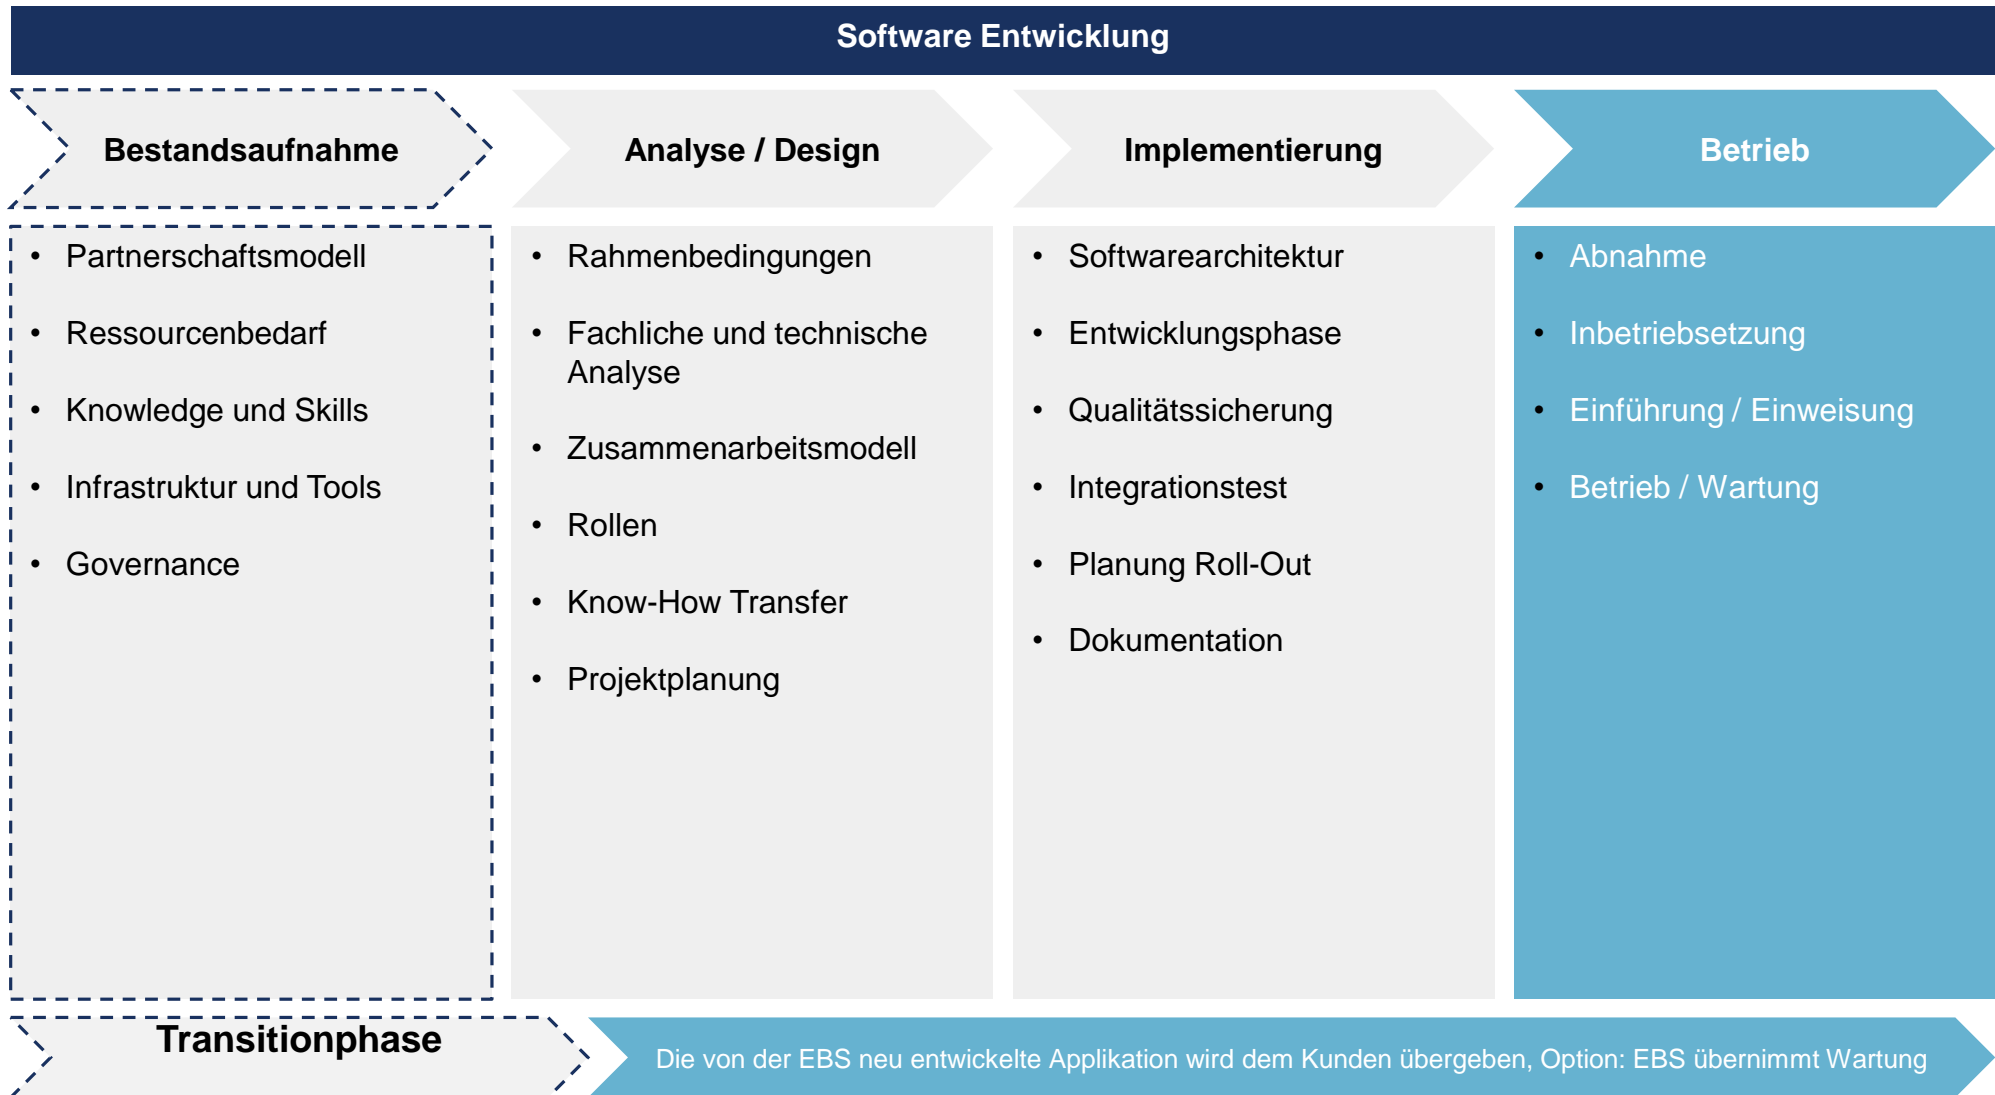 Software Entwicklung
Bestandsaufnahme
Analyse / Design
Implementierung
Betrieb
• Partnerschaftsmodell
• Ressourcenbedarf
• Knowledge und Skills
• Infrastruktur und Tools
• Governance
• Rahmenbedingungen
• Fachliche und technische
Analyse
• Zusammenarbeitsmodell
• Rollen
• Know-How Transfer
• Projektplanung
• Softwarearchitektur
• Entwicklungsphase
• Qualitätssicherung
• Integrationstest
• Planung Roll-Out
• Dokumentation
• Abnahme
• Inbetriebsetzung
• Einführung / Einweisung
• Betrieb / Wartung
Transitionphase
Die von der EBS neu entwickelte Applikation wird dem Kunden übergeben, Option: EBS übernimmt Wartung